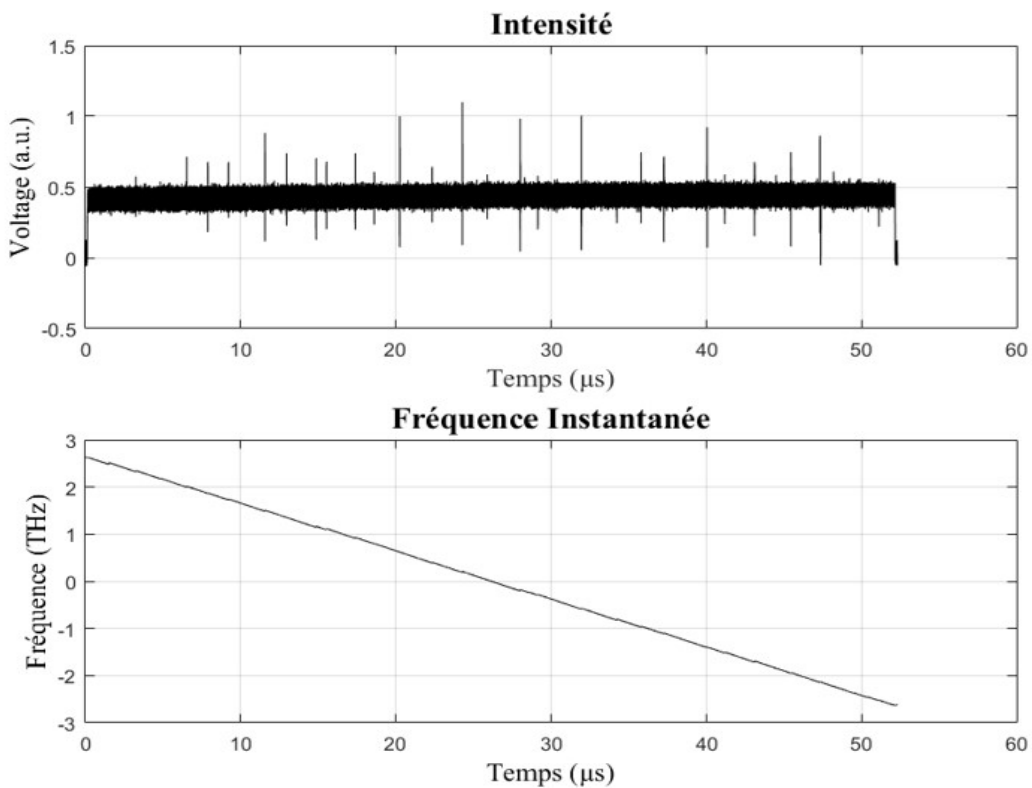 Intensité
1.5
1
0.5
0
-0.5
Voltage (a.u.)
0 10 20 30 40 50 60
Temps (μs)
Fréquence Instantanée
3
2
1
0
-1
-2
-3
Fréquence (THz)
0 10 20 30 40 50 60
Temps (μs)